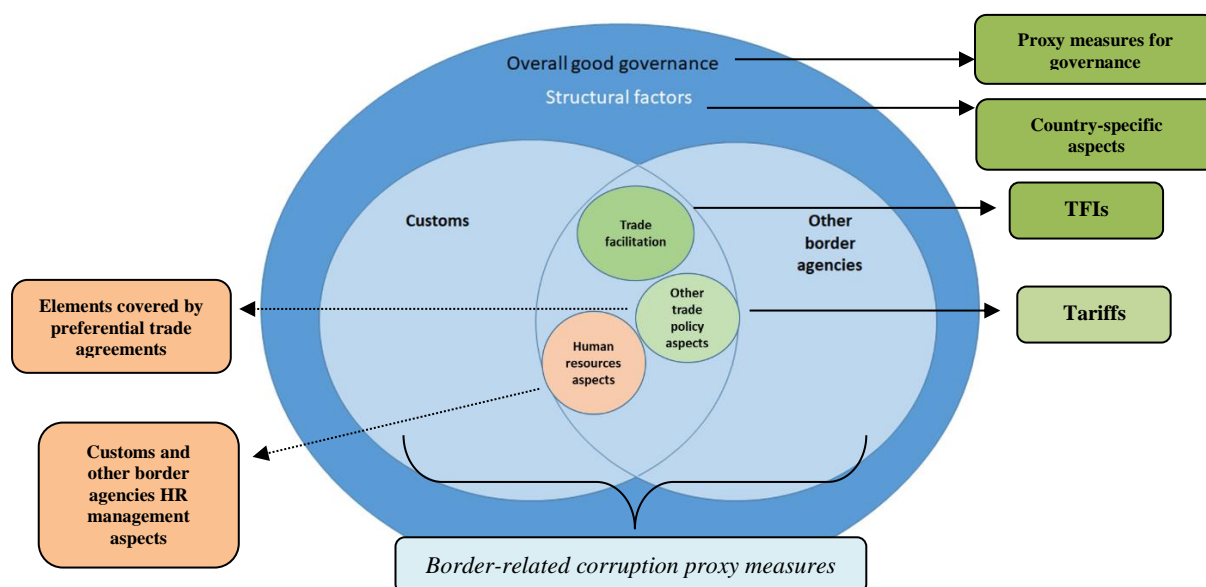 Proxy measures for
governance
Overall good governance
Structural factors
Country-specific
aspects
Customs
Trade
facilitation
Other
border
agencies
TFIs
Elements covered by
preferential trade
agreements
Other
trade
policy
aspects
Tariffs
Human
resources
aspects
Customs and
other border
agencies HR
management
aspects
Border-related corruption proxy measures